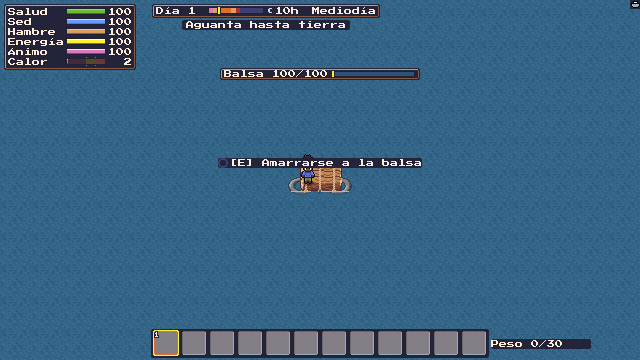 Salud 100
Sed 100
Hambre 100
Energía 100
Ánimo 100
Calor 2
Día 1 10h Mediodía
Aguanta hasta tierra
Balsa 100/100
[E] Amarrarse a la balsa
1
Peso 0/30